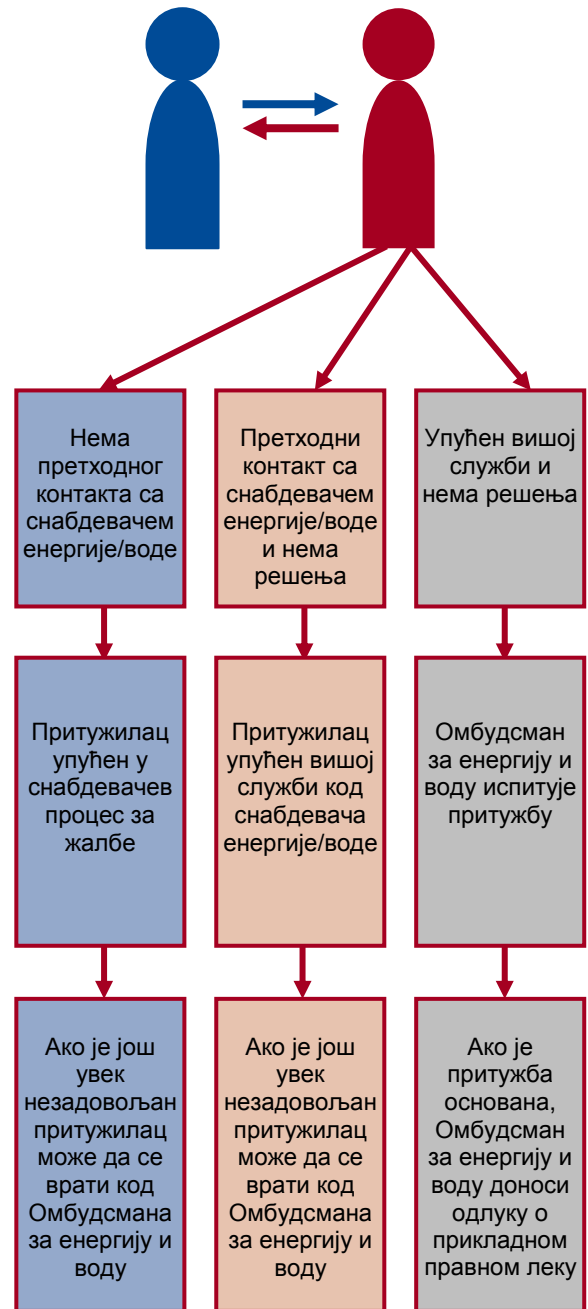 Нема
претходног
контакта са
снабдевачем
енергије/воде
Претходни
контакт са
снабдевачем
енергије/воде
и нема
решења
Упућен вишој
служби и
нема решења
Притужилац
упућен у
снабдевачев
процес за
жалбе
Притужилац
упућен вишој
служби код
снабдевача
енергије/воде
Омбудсман
за енергију и
воду испитује
притужбу
Ако је још
увек
незадовољан
притужилац
може да се
врати код
Омбудсмана
за енергију и
воду
Ако је још
увек
незадовољан
притужилац
може да се
врати код
Омбудсмана
за енергију и
воду
Ако је
притужба
основана,
Омбудсман
за енергију и
воду доноси
одлуку о
прикладном
правном леку